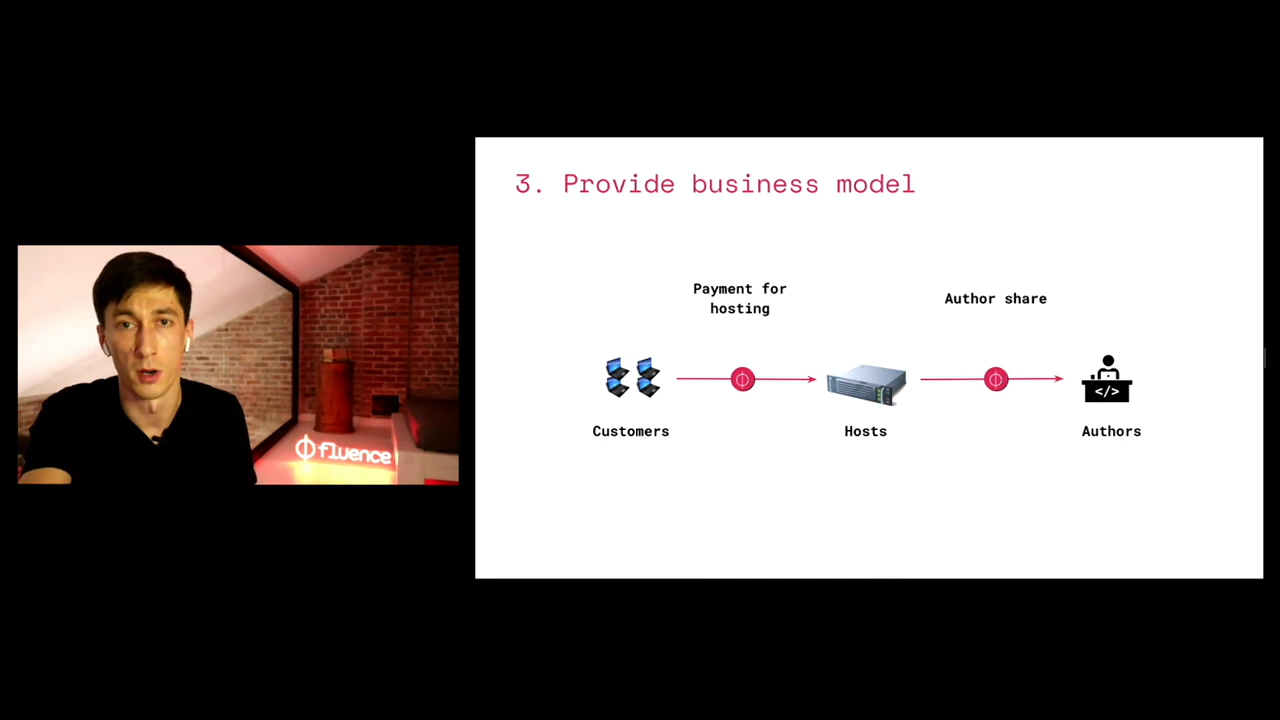 3. Provide business model
Payment for
hosting
Author share
</>
Customers
Hosts
Authors
fluence